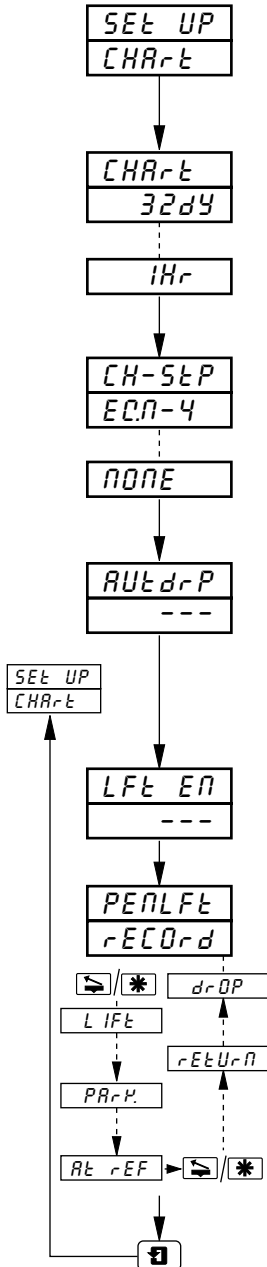 SEt UP
CHArt
CHArt
32dY
1Hr
CH-StP
EC.N-4
NONE
AUtdrP
---
SEt UP
CHArt
LFt EN
---
PENLFt
rECOrd
/
drOP
LIFt
rEtUrN
PArK.
At rEF
/